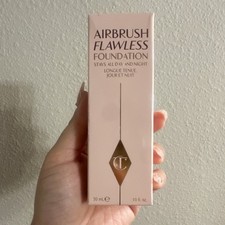 AIRBRUSH
FLAWLESS
FOUNDATION
STAYS ALL DAY AND NIGHT
LONGUE TENUE
JOUR ET NUIT
CT